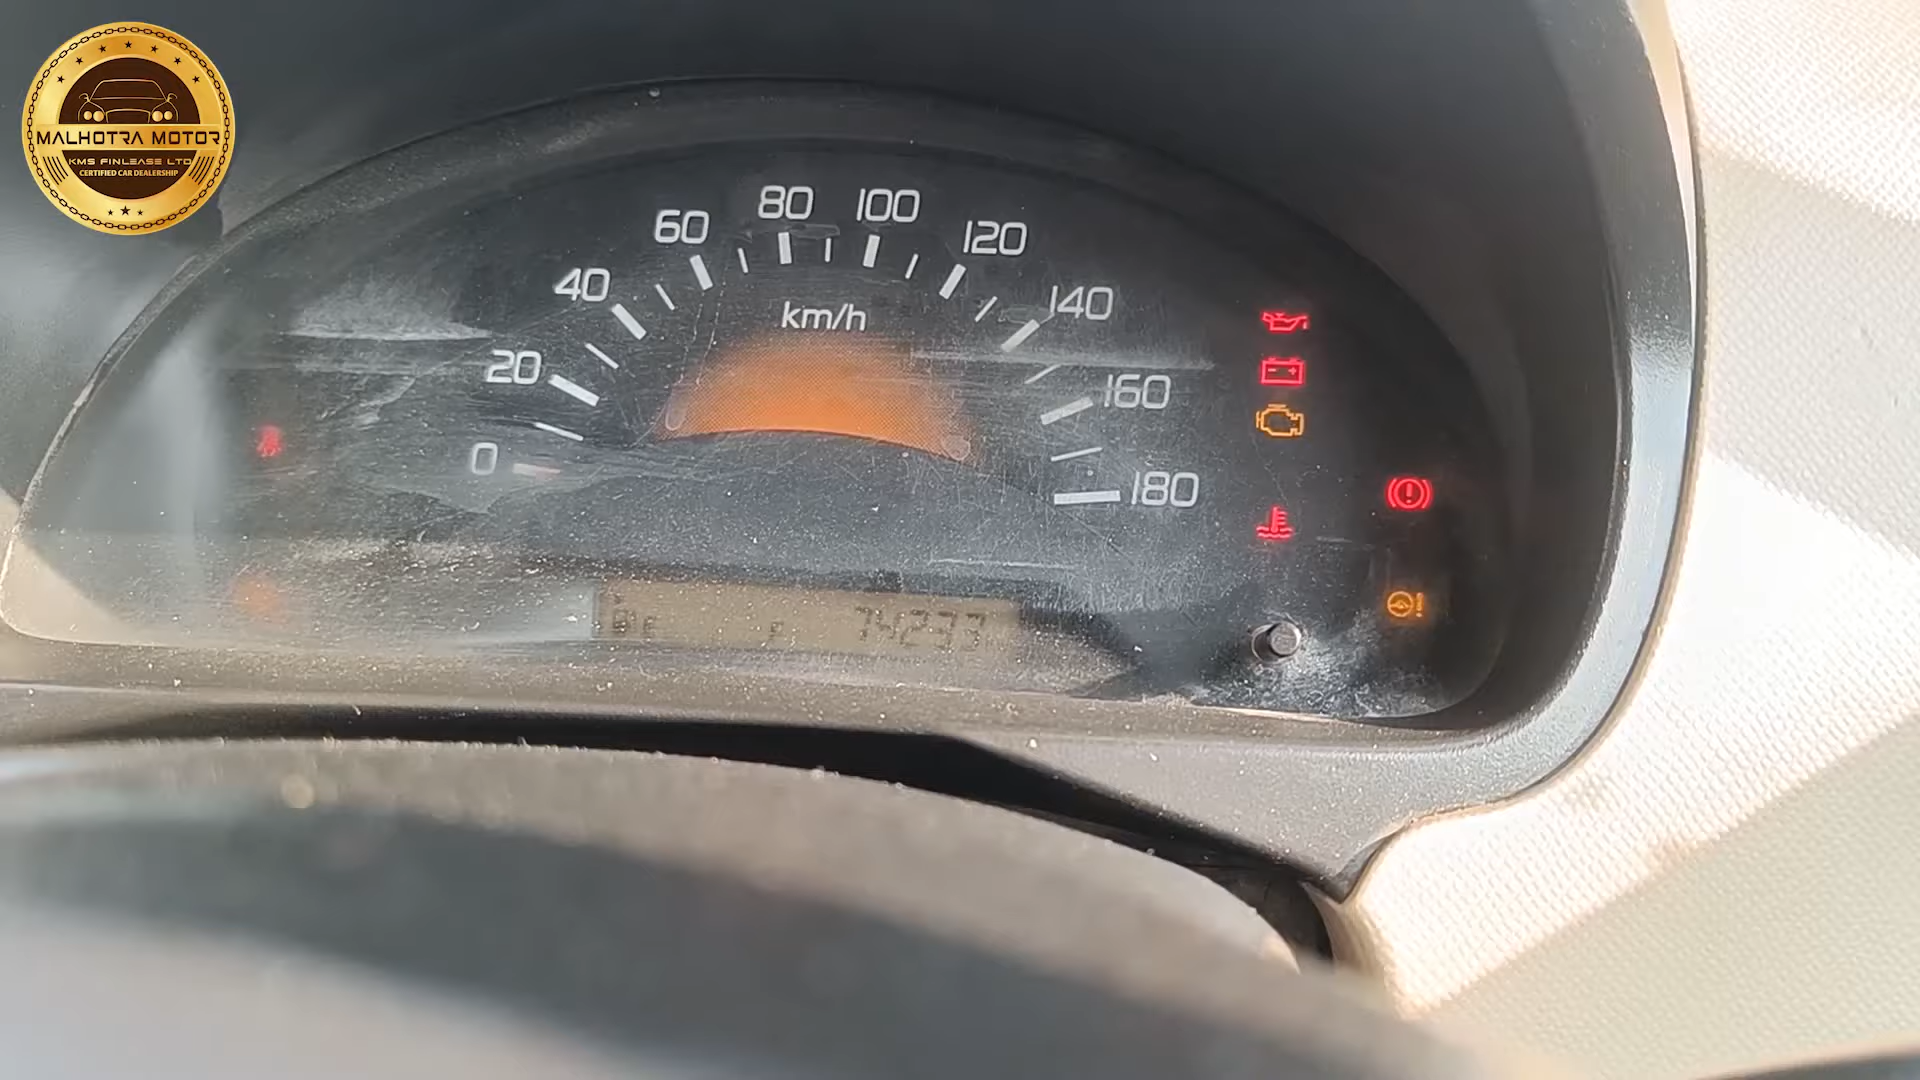 MALHOTRA MOTOR
KMS FINLEASE LTD
CERTIFIED CAR DEALERSHIP
0
20
40
60
80
100
120
140
160
180
km/h
E F 74233